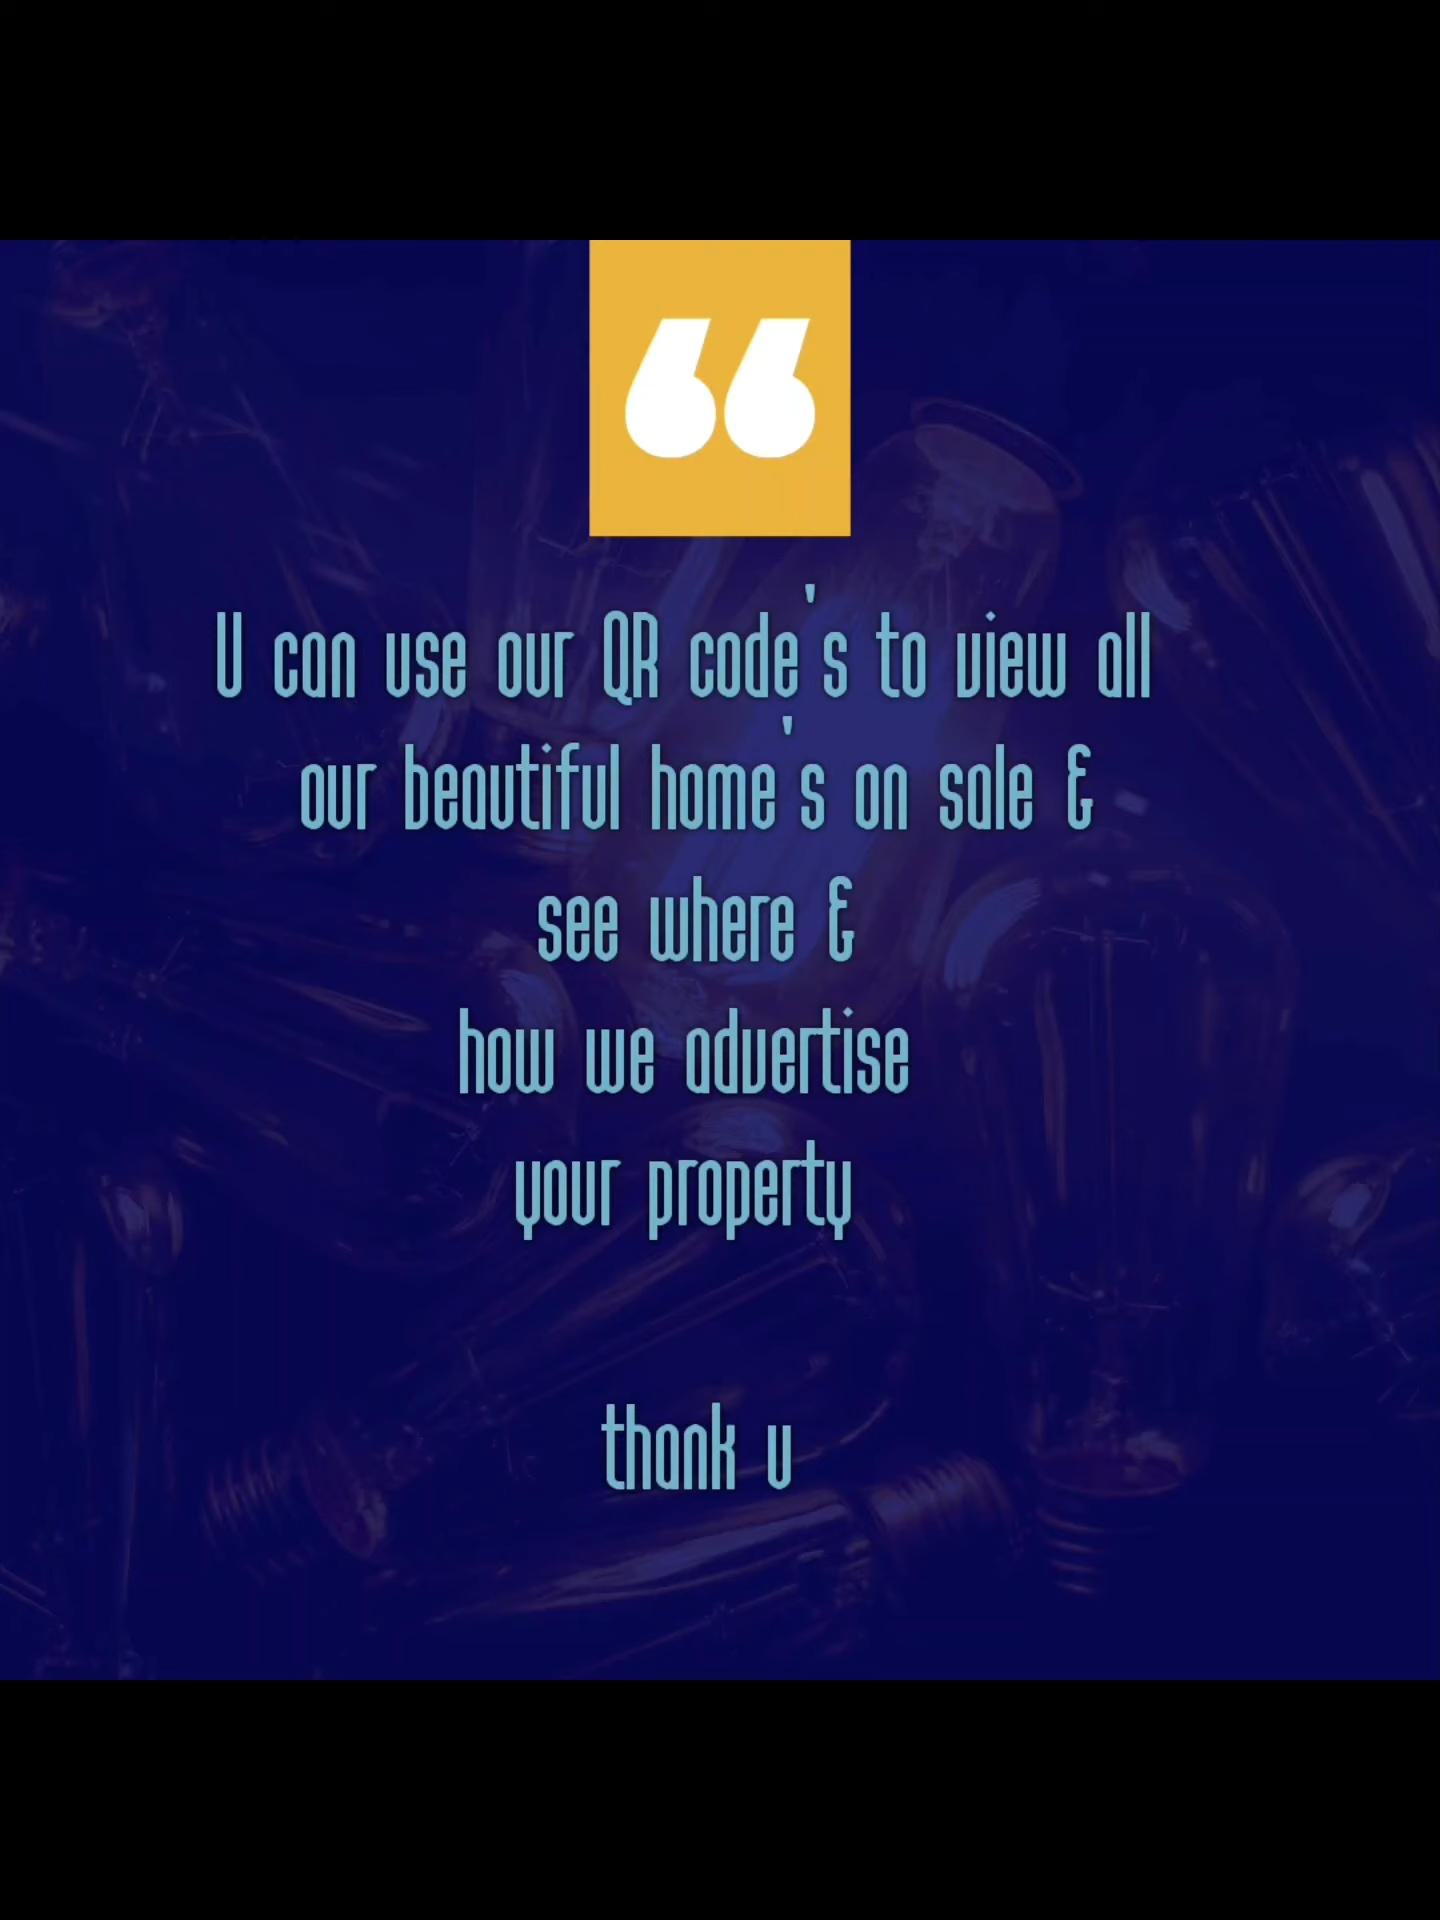 “
U can use our QR code's to view all
our beautiful home's on sale &
see where &
how we advertise
your property
thank u